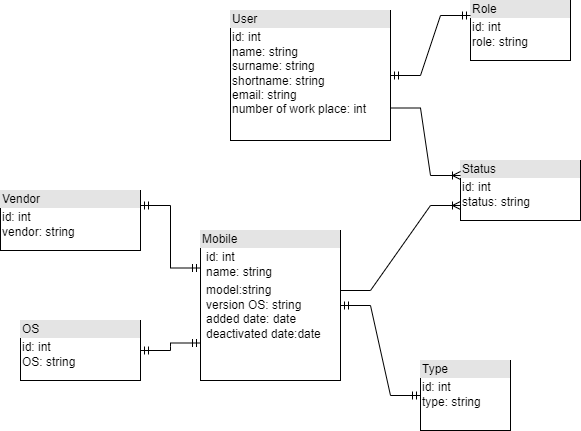 User
id: int
name: string
surname: string
shortname: string
email: string
number of work place: int
Role
id: int
role: string
Status
id: int
status: string
Vendor
id: int
vendor: string
Mobile
id: int
name: string
model:string
version OS: string
added date: date
deactivated date:date
OS
id: int
OS: string
Type
id: int
type: string